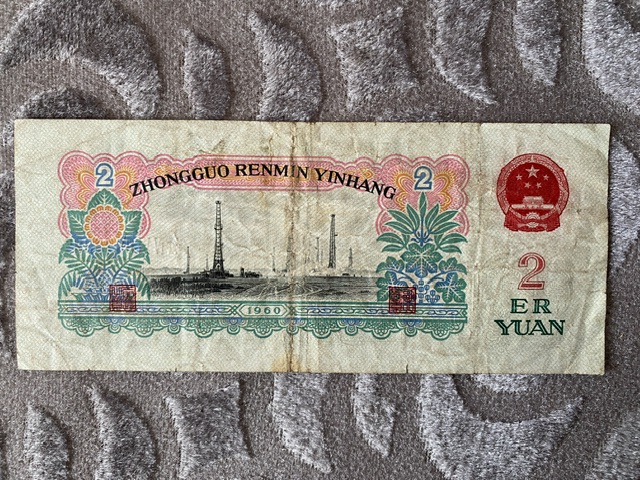 2 ZHONGGUO RENMIN YINHANG 2
1960
2
ER
YUAN